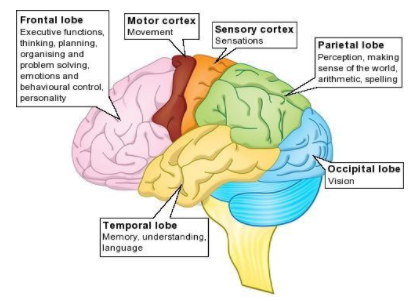 Frontal lobe
Executive functions,
thinking, planning,
organising and
problem solving,
emotions and
behavioural control,
personality
Motor cortex
Movement
Sensory cortex
Sensations
Parietal lobe
Perception, making
sense of the world,
arithmetic, spelling
Occipital lobe
Vision
Temporal lobe
Memory, understanding,
language